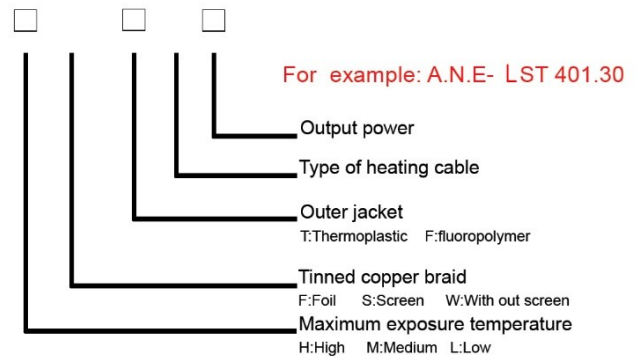 For example: A.N.E- LST 401.30
Output power
Type of heating cable
Outer jacket
T:Thermoplastic F:fluoropolymer
Tinned copper braid
F:Foil S:Screen W:With out screen
Maximum exposure temperature
H:High M:Medium L:Low